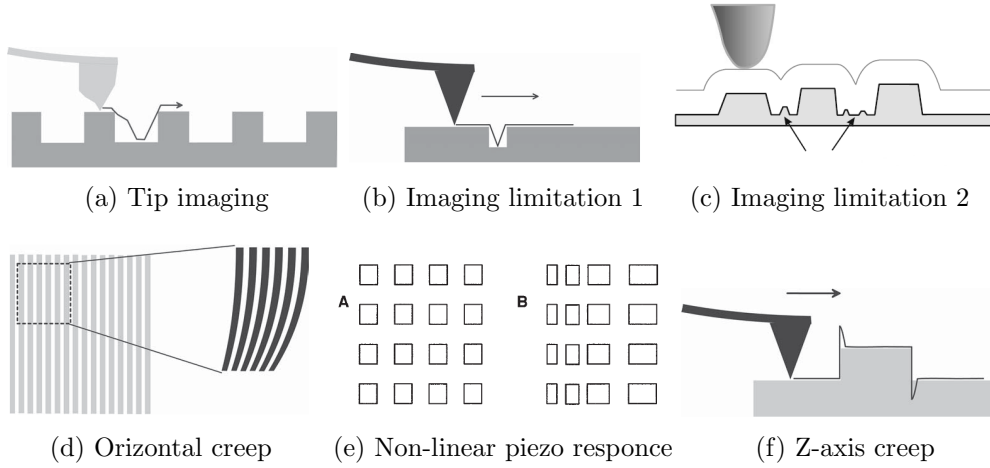 (a) Tip imaging
(b) Imaging limitation 1
(c) Imaging limitation 2
A
B
(d) Orizontal creep
(e) Non-linear piezo responce
(f) Z-axis creep